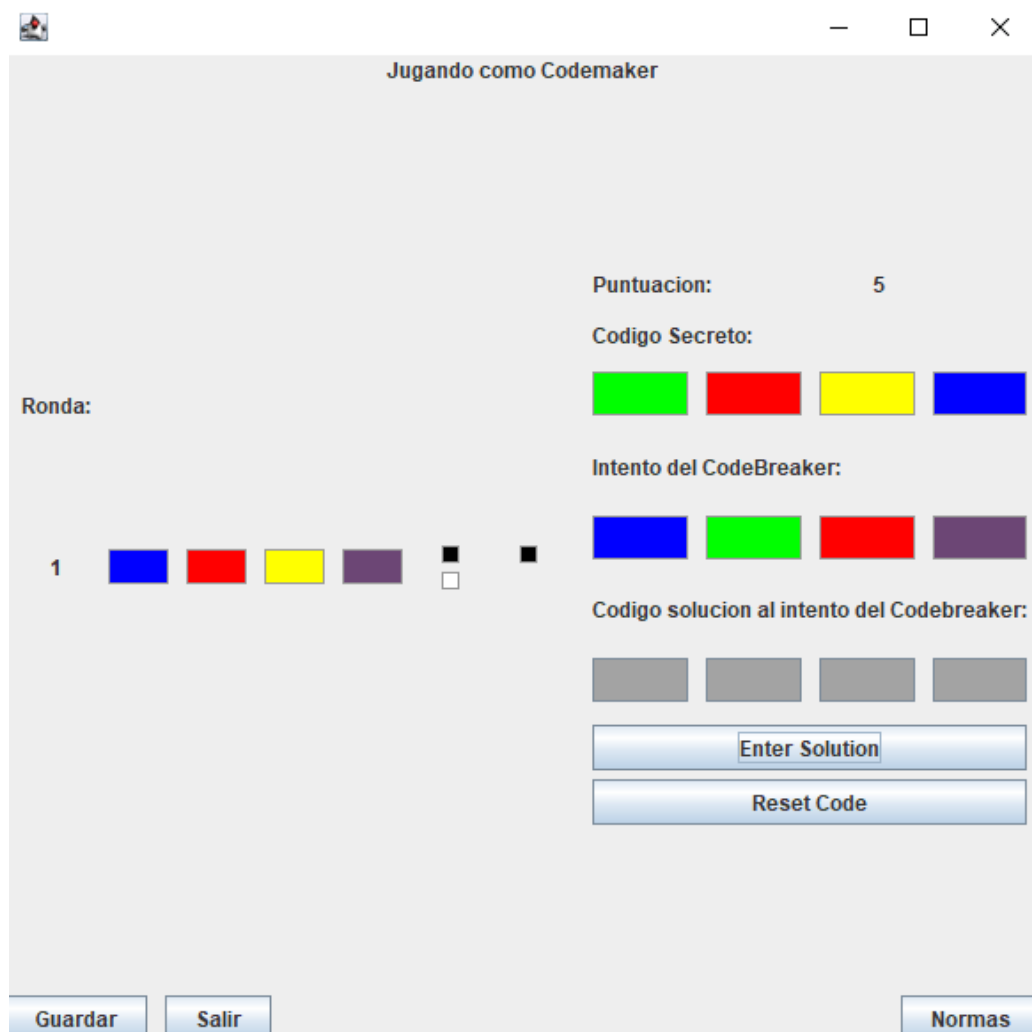 Jugando como Codemaker
Puntuacion: 5
Codigo Secreto:
Ronda:
Intento del CodeBreaker:
1
Codigo solucion al intento del Codebreaker:
Enter Solution
Reset Code
Guardar Salir Normas